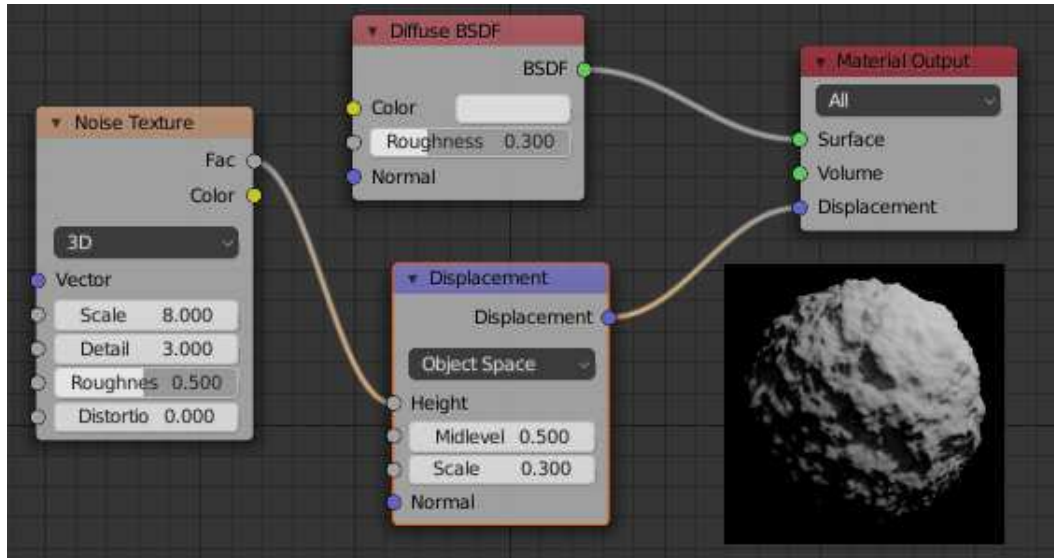 Noise Texture
Fac
Color
3D
Vector
Scale 8.000
Detail 3.000
Roughnes 0.500
Distortio 0.000
Diffuse BSDF
BSDF
Color
Roughness 0.300
Normal
Displacement
Displacement
Object Space
Height
Midlevel 0.500
Scale 0.300
Normal
Material Output
All
Surface
Volume
Displacement